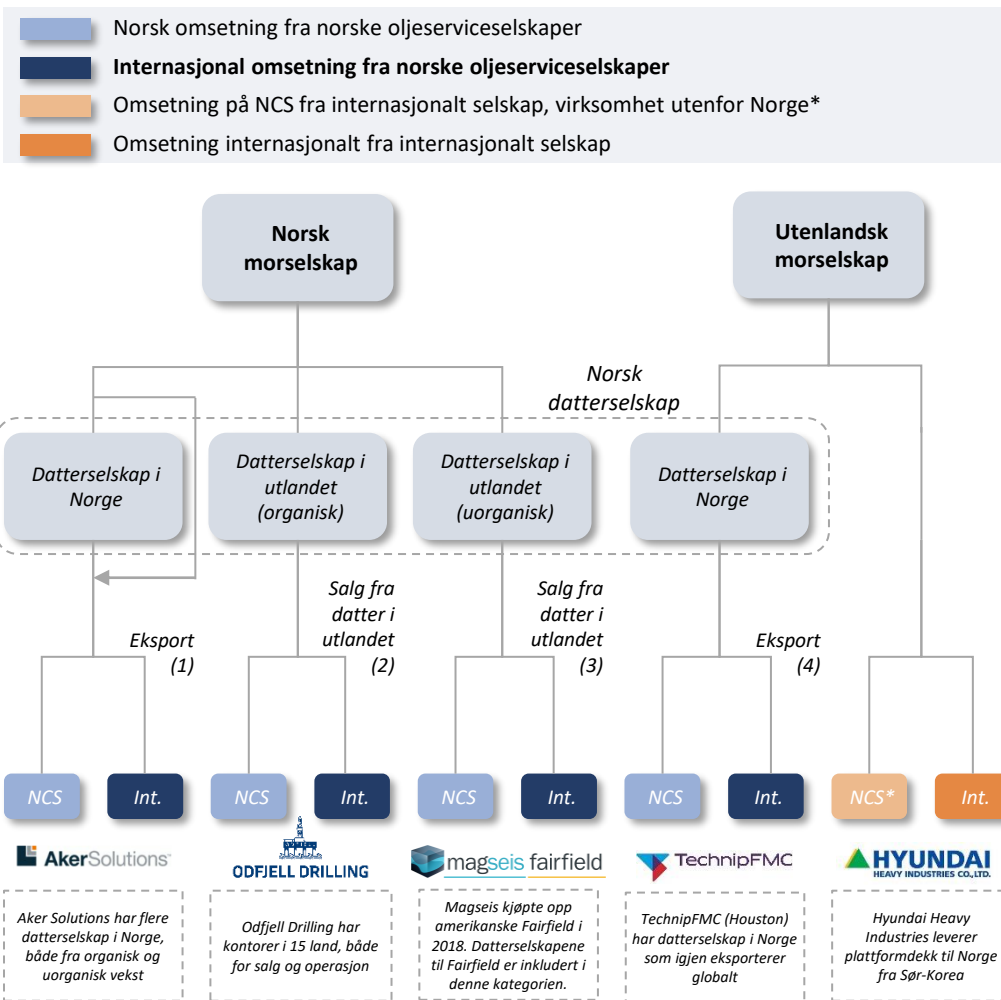 Norsk omsetning fra norske oljeserviceselskaper
Internasjonal omsetning fra norske oljeserviceselskaper
Omsetning på NCS fra internasjonalt selskap, virksomhet utenfor Norge*
Omsetning internasjonalt fra internasjonalt selskap
Norsk
morselskap
Utenlandsk
morselskap
Norsk
datterselskap
Datterselskap i
Norge
Datterselskap i
utlandet
(organisk)
Datterselskap i
utlandet
(uorganisk)
Datterselskap i
Norge
Eksport
(1)
Salg fra
datter i
utlandet
(2)
Salg fra
datter i
utlandet
(3)
Eksport
(4)
NCS
Int.
NCS
Int.
NCS
Int.
NCS
Int.
NCS*
Int.
AkerSolutions
ODFJELL DRILLING
magseis fairfield
TechnipFMC
HYUNDAI
HEAVY INDUSTRIES CO.,LTD.
Aker Solutions har flere
datterselskap i Norge,
både fra organisk og
uorganisk vekst
Odfjell Drilling har
kontorer i 15 land, både
for salg og operasjon
Magseis kjøpte opp
amerikanske Fairfield i
2018. Datterselskapene
til Fairfield er inkludert i
denne kategorien.
TechnipFMC (Houston)
har datterselskap i Norge
som igjen eksporterer
globalt
Hyundai Heavy
Industries leverer
plattformdekk til Norge
fra Sør-Korea